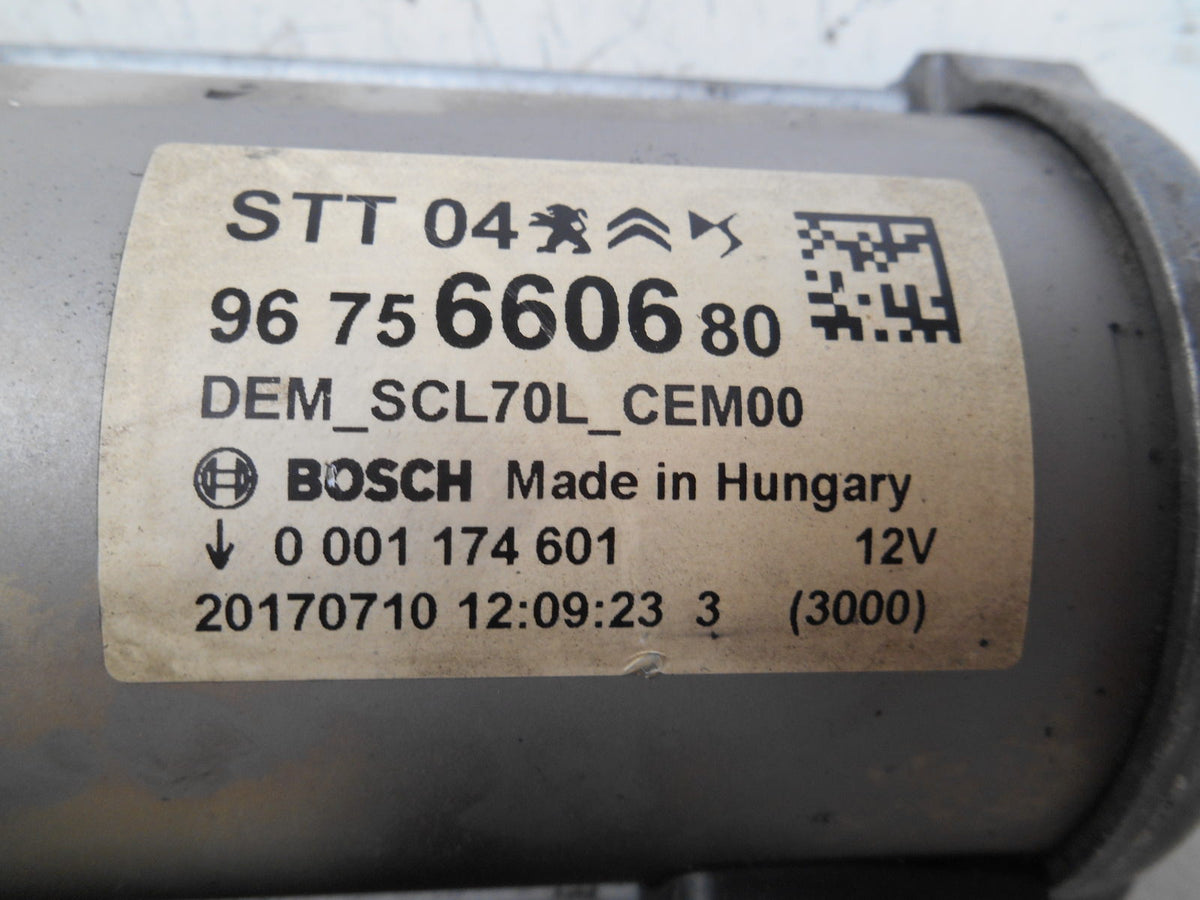 STT 04
96 75 6606 80
DEM_SCL70L_CEM00
BOSCH Made in Hungary
↓ 0 001 174 601 12V
20170710 12:09:23 3 (3000)